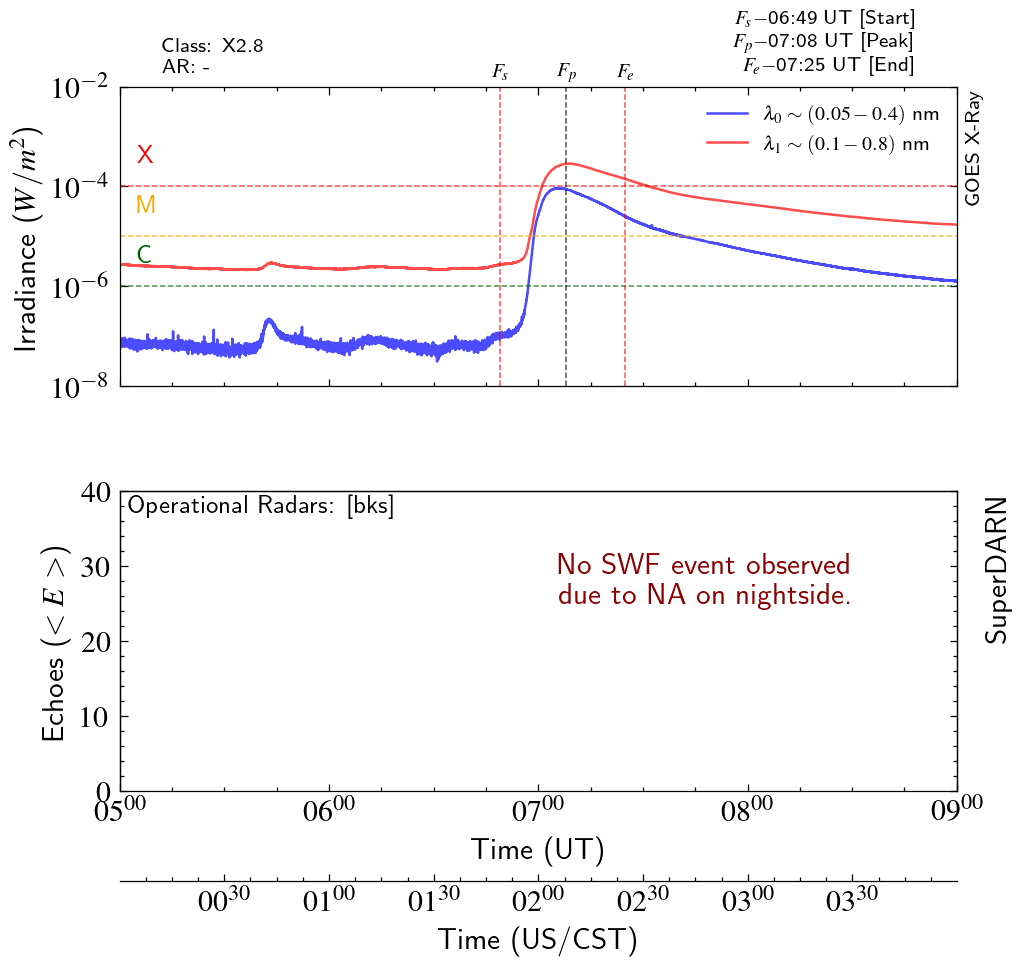 Class: X2.8
AR: -
F_s−06:49 UT [Start]
F_p−07:08 UT [Peak]
F_e−07:25 UT [End]
F_s F_p F_e
10^−2
10^−4
10^−6
10^−8
Irradiance (W/m^2)
X
M
C
λ_0 ~ (0.05 − 0.4) nm
λ_1 ~ (0.1 − 0.8) nm
GOES X-Ray
Operational Radars: [bks]
No SWF event observed
due to NA on nightside.
40
30
20
10
0
Echoes (< E >)
SuperDARN
05^00 06^00 07^00 08^00 09^00
Time (UT)
00^30 01^00 01^30 02^00 02^30 03^00 03^30
Time (US/CST)